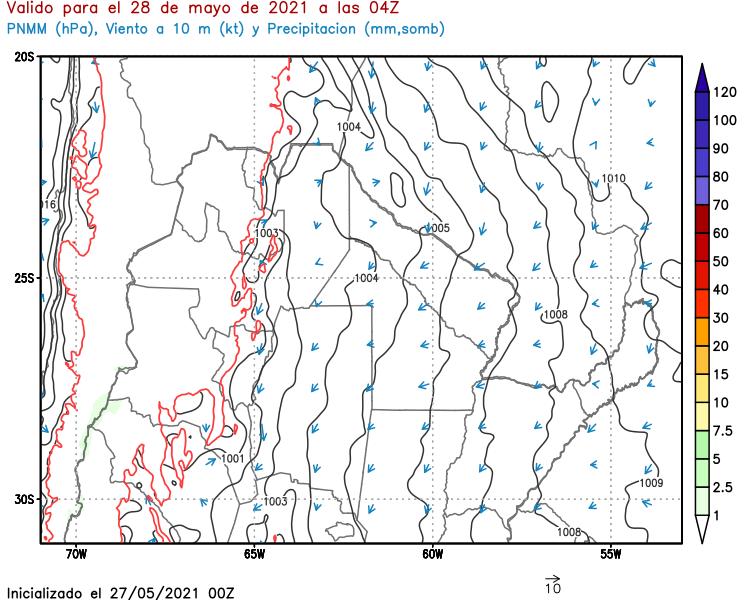 Valido para el 28 de mayo de 2021 a las 04Z
PNMM (hPa), Viento a 10 m (kt) y Precipitacion (mm,somb)
20S
120
100
90
80
70
60
50
40
30
20
15
10
7.5
5
2.5
1
1004
1010
016
1003
1005
25S
1004
1008
1001
1009
30S
1003
1008
70W
65W
60W
55W
10
Inicializado el 27/05/2021 00Z